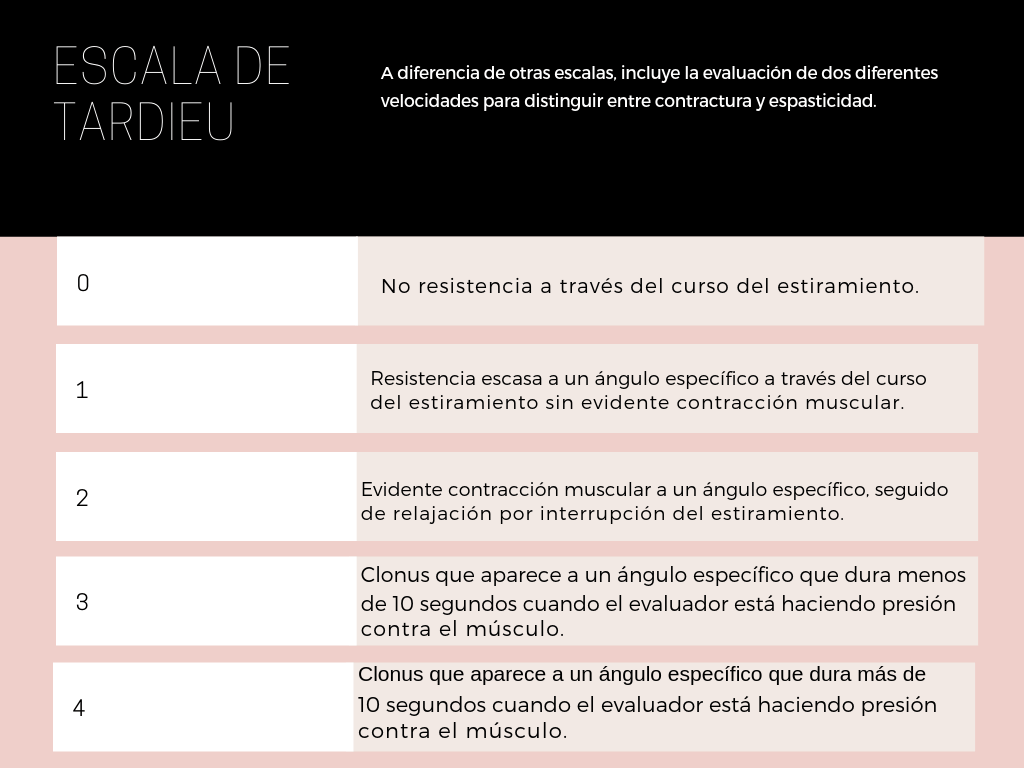 ESCALA DE
TARDIEU
A diferencia de otras escalas, incluye la evaluación de dos diferentes
velocidades para distinguir entre contractura y espasticidad.
0
No resistencia a través del curso del estiramiento.
1
Resistencia escasa a un ángulo específico a través del curso
del estiramiento sin evidente contracción muscular.
2
Evidente contracción muscular a un ángulo específico, seguido
de relajación por interrupción del estiramiento.
3
Clonus que aparece a un ángulo específico que dura menos
de 10 segundos cuando el evaluador está haciendo presión
contra el músculo.
4
Clonus que aparece a un ángulo específico que dura más de
10 segundos cuando el evaluador está haciendo presión
contra el músculo.